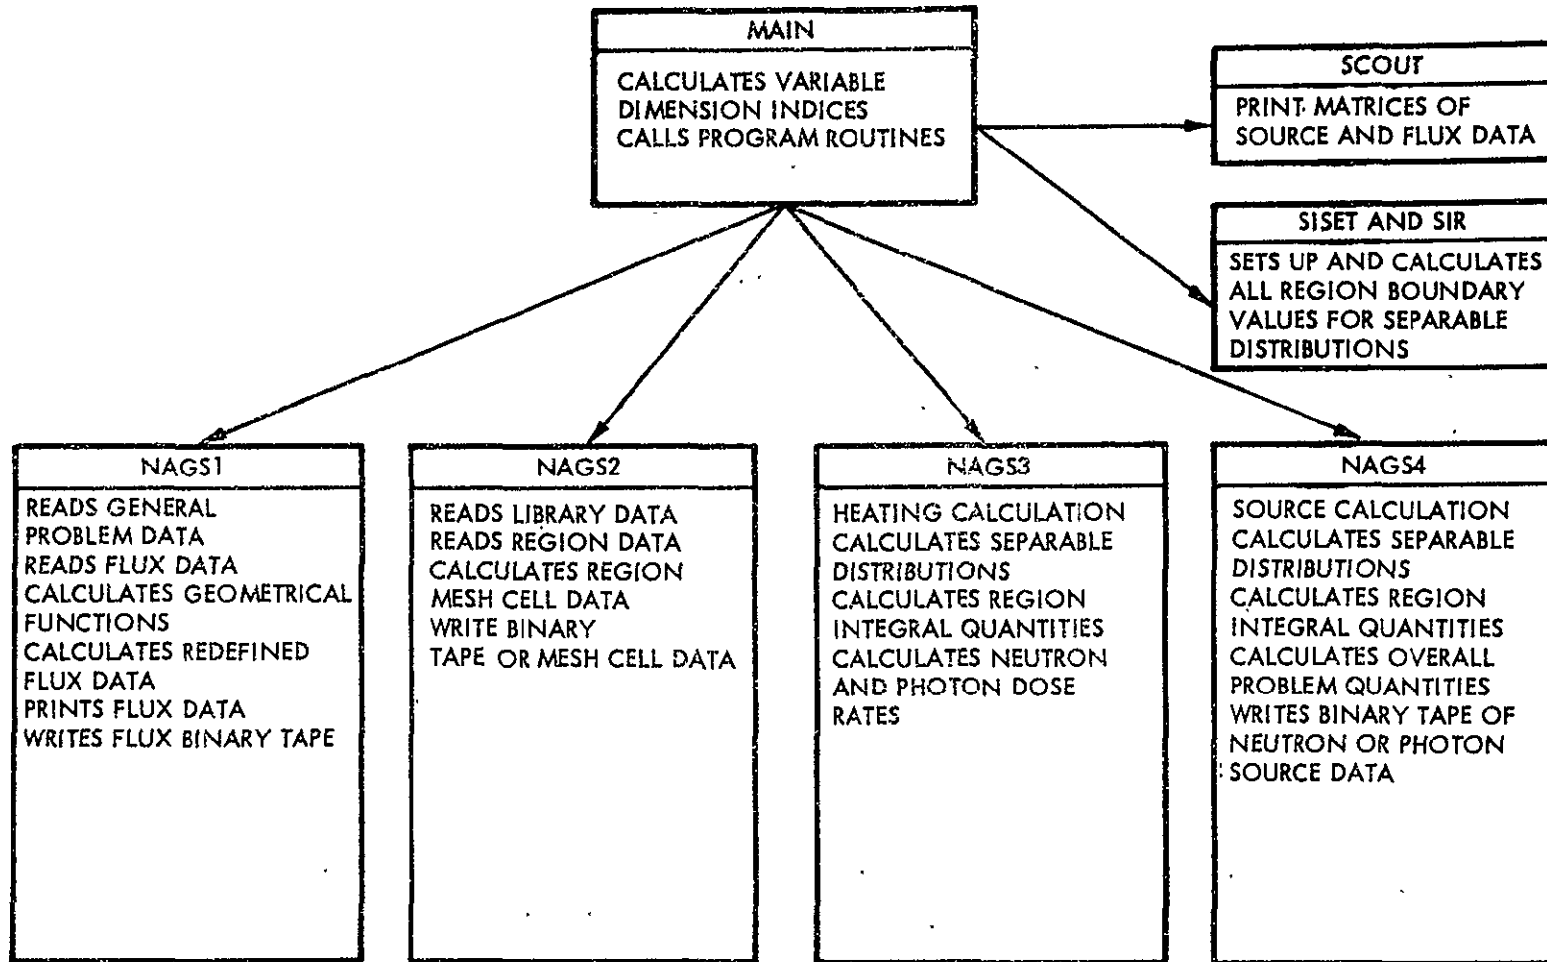 MAIN
CALCULATES VARIABLE
DIMENSION INDICES
CALLS PROGRAM ROUTINES
SCOUT
PRINT MATRICES OF
SOURCE AND FLUX DATA
SISET AND SIR
SETS UP AND CALCULATES
ALL REGION BOUNDARY
VALUES FOR SEPARABLE
DISTRIBUTIONS
NAGS1
READS GENERAL
PROBLEM DATA
READS FLUX DATA
CALCULATES GEOMETRICAL
FUNCTIONS
CALCULATES REDEFINED
FLUX DATA
PRINTS FLUX DATA
WRITES FLUX BINARY TAPE
NAGS2
READS LIBRARY DATA
READS REGION DATA
CALCULATES REGION
MESH CELL DATA
WRITE BINARY
TAPE OR MESH CELL DATA
NAGS3
HEATING CALCULATION
CALCULATES SEPARABLE
DISTRIBUTIONS
CALCULATES REGION
INTEGRAL QUANTITIES
CALCULATES NEUTRON
AND PHOTON DOSE
RATES
NAGS4
SOURCE CALCULATION
CALCULATES SEPARABLE
DISTRIBUTIONS
CALCULATES REGION
INTEGRAL QUANTITIES
CALCULATES OVERALL
PROBLEM QUANTITIES
WRITES BINARY TAPE OF
NEUTRON OR PHOTON
SOURCE DATA